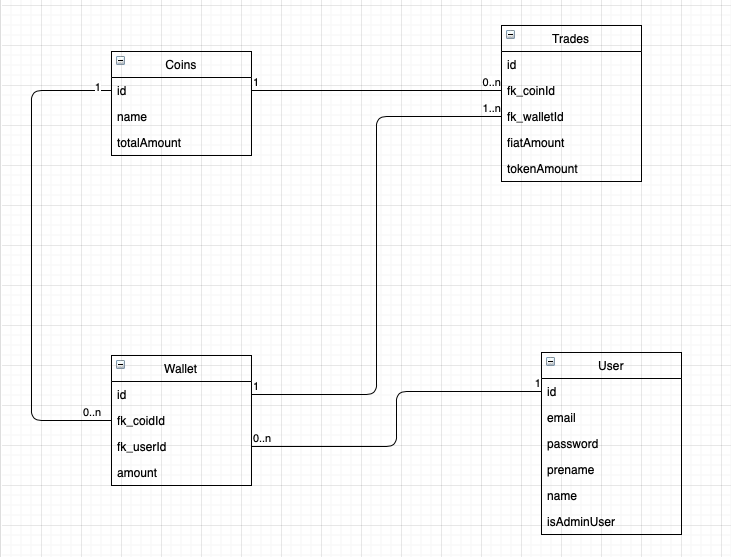 Coins
id
name
totalAmount
1
1
Trades
id
fk_coinId
fk_walletId
fiatAmount
tokenAmount
0..n
1..n
Wallet
id
fk_coidId
fk_userId
amount
0..n
1
0..n
User
id
email
password
prename
name
isAdminUser
1